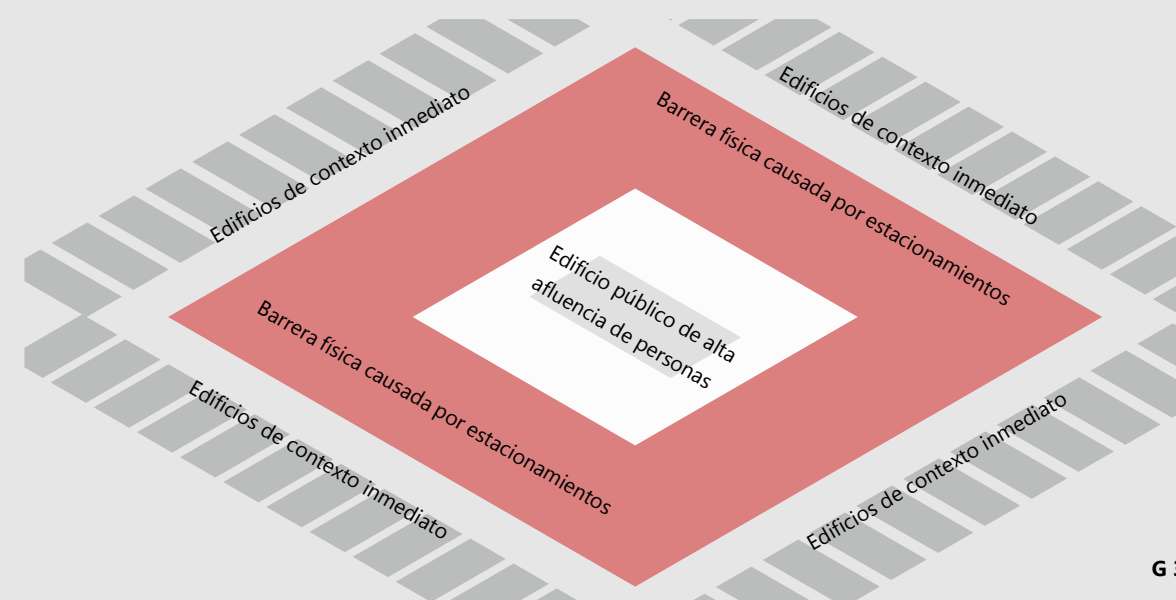 Edificios de contexto inmediato
Edificios de contexto inmediato
Barrera física causada por estacionamientos
Edificio público de alta
afluencia de personas
Barrera física causada por estacionamientos
Edificios de contexto inmediato
Edificios de contexto inmediato
G 3